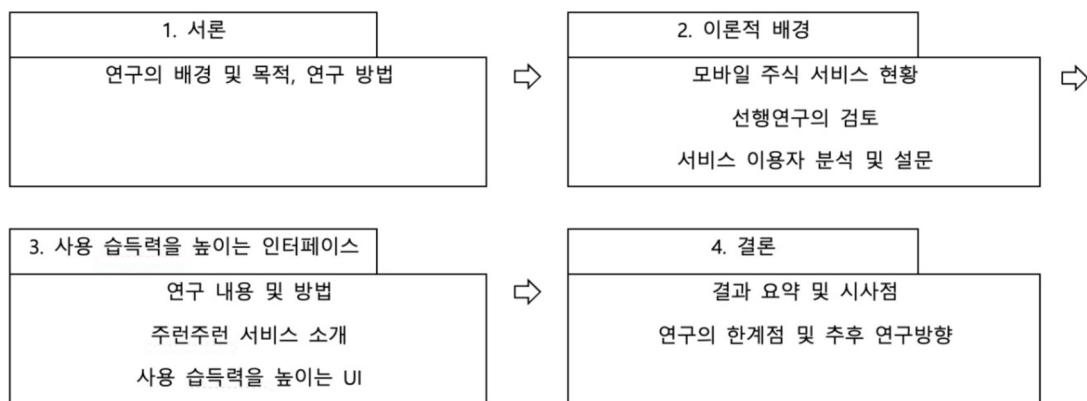 1. 서론
연구의 배경 및 목적, 연구 방법
2. 이론적 배경
모바일 주식 서비스 현황
선행연구의 검토
서비스 이용자 분석 및 설문
3. 사용 습득력을 높이는 인터페이스
연구 내용 및 방법
주런주런 서비스 소개
사용 습득력을 높이는 UI
4. 결론
결과 요약 및 시사점
연구의 한계점 및 추후 연구방향